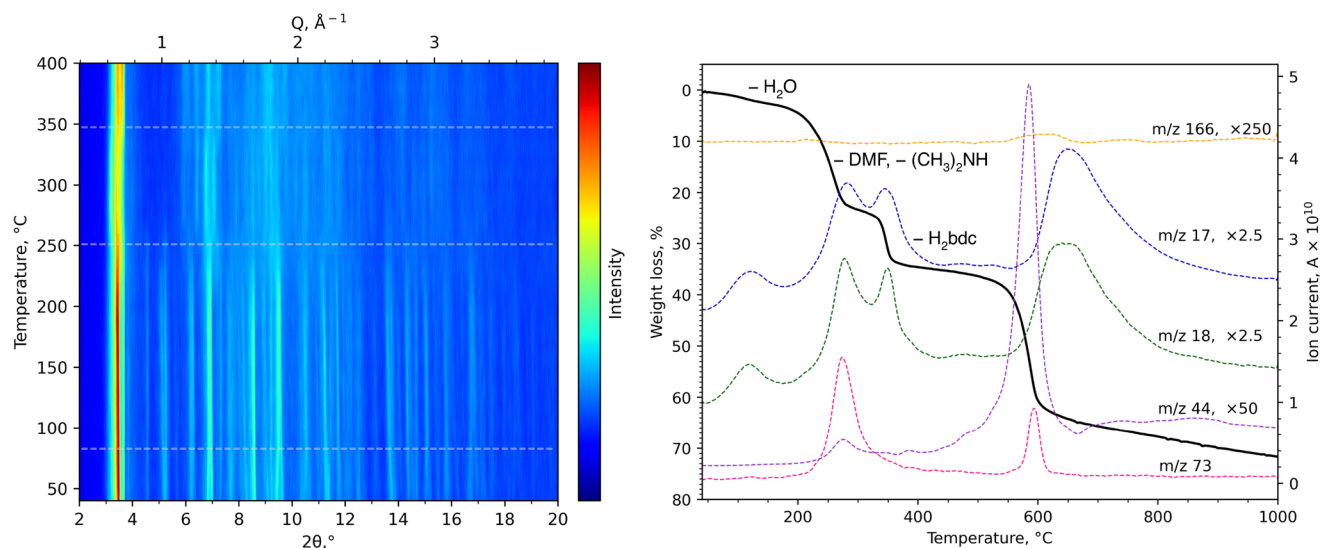 Q, Å⁻¹
1 2 3
400
350
300
250
200
150
100
50
Temperature, °C
2 4 6 8 10 12 14 16 18 20
2θ,°
Intensity
0
10
20
30
40
50
60
70
80
Weight loss, %
– H₂O
– DMF, – (CH₃)₂NH
– H₂bdc
m/z 166, ×250
m/z 17, ×2.5
m/z 18, ×2.5
m/z 44, ×50
m/z 73
200 400 600 800 1000
Temperature, °C
5
4
3
2
1
0
Ion current, A × 10¹⁰